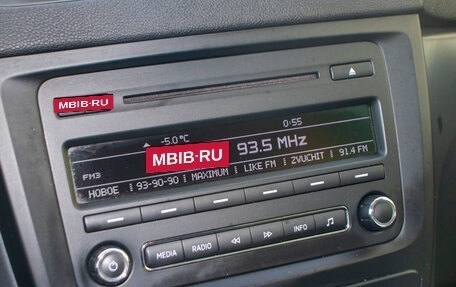 MBIB·RU
-5.0 °C 0:55
MBIB·RU 93.5 MHz
FM3
НОВОЕ 93-90-90 MAXIMUM LIKE FM ZVUCHIT 91.4 FM
MEDIA RADIO INFO